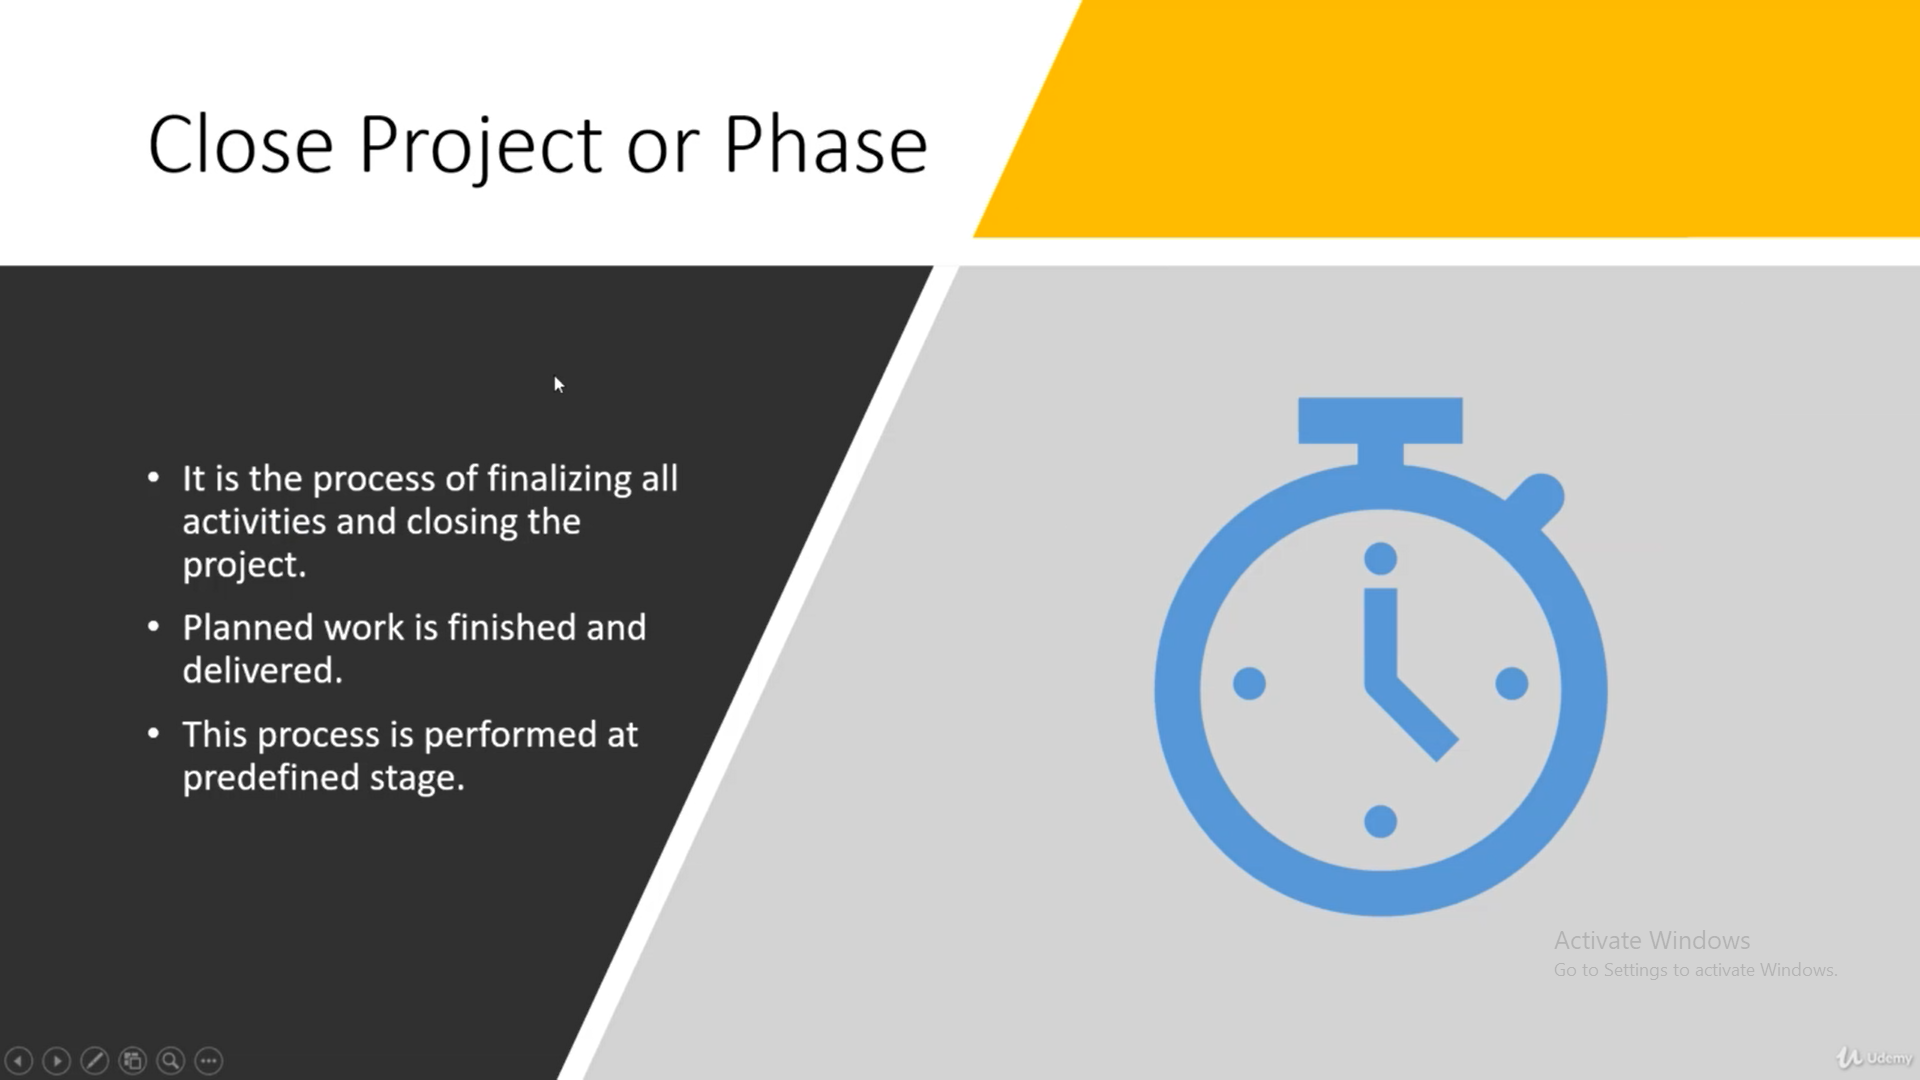 Close Project or Phase
• It is the process of finalizing all
activities and closing the
project.
• Planned work is finished and
delivered.
• This process is performed at
predefined stage.
Activate Windows
Go to Settings to activate Windows.
Udemy